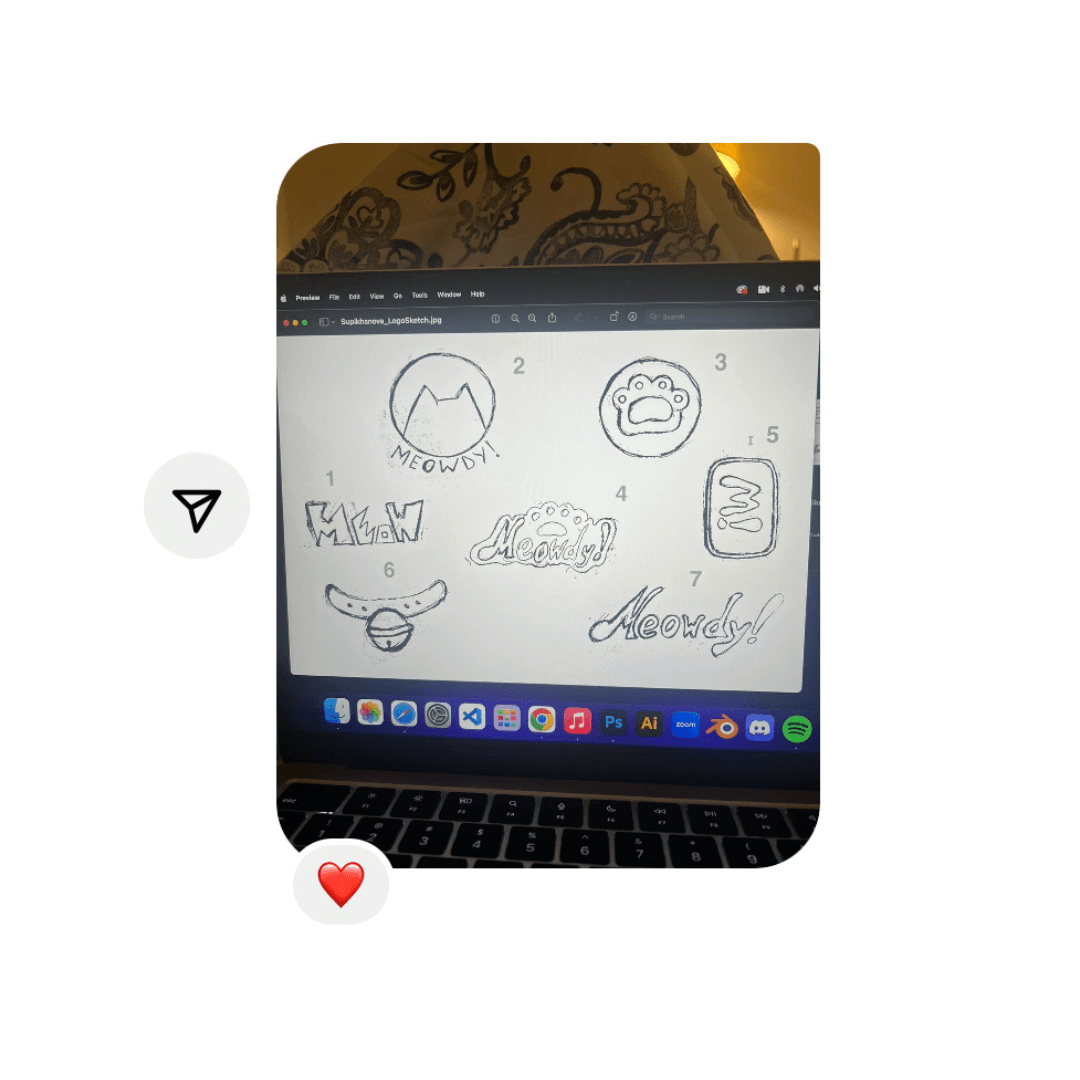 Preview File Edit View Go Tools Window Help
Supikhanova_LogoSketch.jpg
Search
2
3
MEOWDY!
5
1
4
M!
MEOW
Meowdy!
6
7
Meowdy!
Ps
Ai
zoom
esc
F1
F2
F3
F4
F5
F6
F7
F8
F9
! 1
@ 2
# 3
$ 4
% 5
^ 6
& 7
* 8
( 9